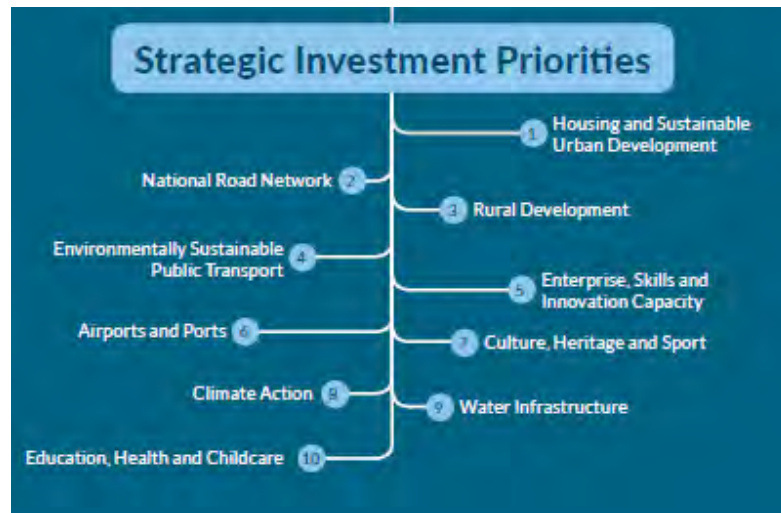 Strategic Investment Priorities
1 Housing and Sustainable
Urban Development
National Road Network 2
3 Rural Development
Environmentally Sustainable
Public Transport 4
5 Enterprise, Skills and
Innovation Capacity
Airports and Ports 6
7 Culture, Heritage and Sport
Climate Action 8
9 Water Infrastructure
Education, Health and Childcare 10